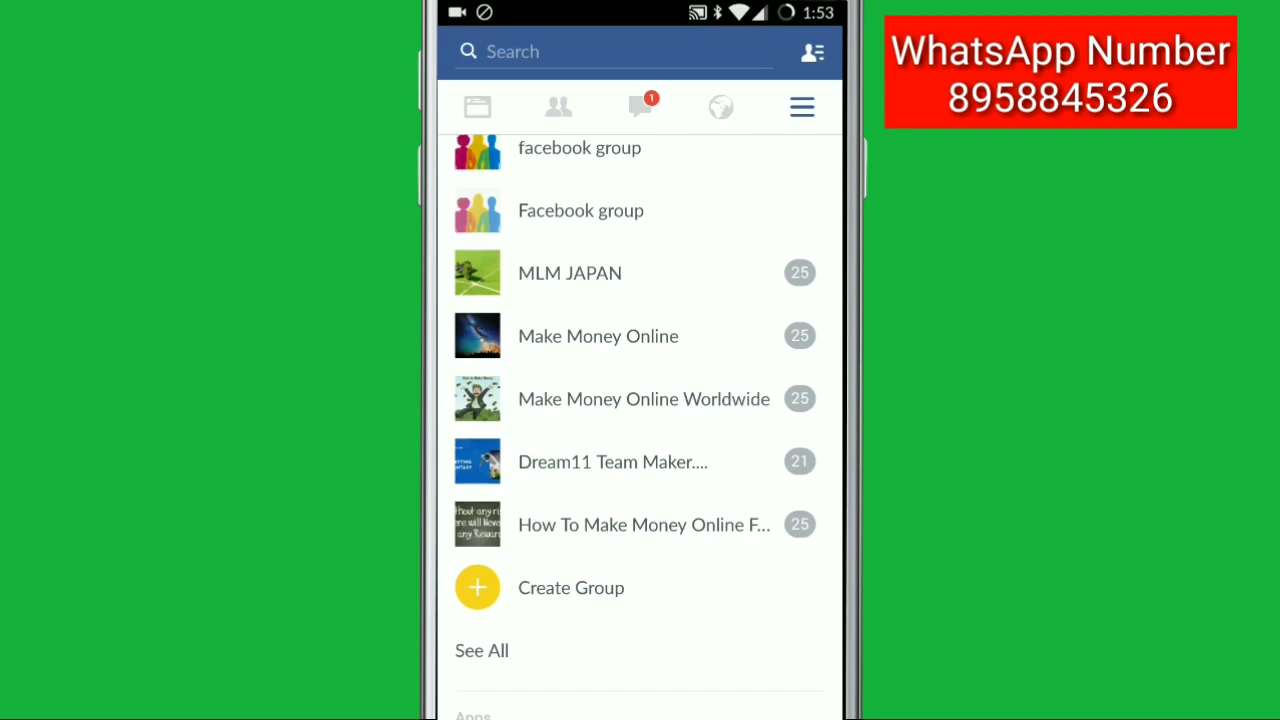 1:53
Search
1
facebook group
Facebook group
MLM JAPAN 25
Make Money Online 25
Make Money Online Worldwide 25
Dream11 Team Maker.... 21
How To Make Money Online F... 25
Create Group
See All
Apps
WhatsApp Number
8958845326